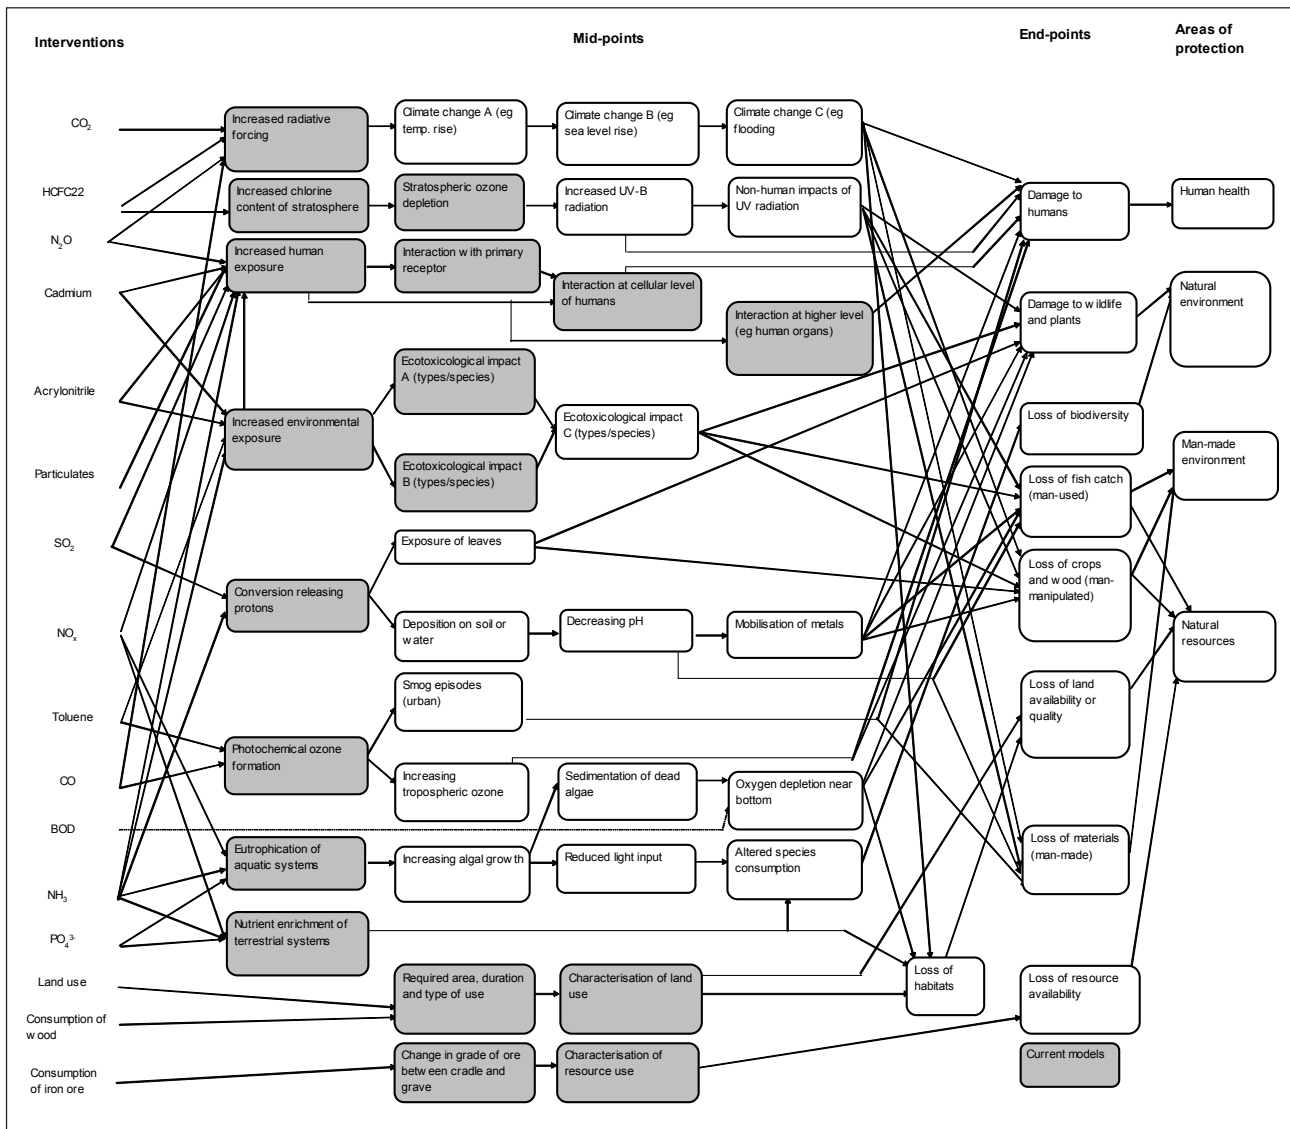 Interventions
Mid-points
End-points
Areas of
protection
CO2
HCFC22
N2O
Cadmium
Acrylonitrile
Particulates
SO2
NOx
Toluene
CO
BOD
NH3
PO4 3-
Land use
Consumption of
wood
Consumption
of iron ore
Increased radiative
forcing
Climate change A (eg
temp. rise)
Climate change B (eg
sea level rise)
Climate change C (eg
flooding)
Increased chlorine
content of stratosphere
Stratospheric ozone
depletion
Increased UV-B
radiation
Non-human impacts of
UV radiation
Increased human
exposure
Interaction with primary
receptor
Interaction at cellular level
of humans
Interaction at higher level
(eg human organs)
Increased environmental
exposure
Ecotoxicological impact
A (types/species)
Ecotoxicological impact
B (types/species)
Ecotoxicological impact
C (types/species)
Conversion releasing
protons
Exposure of leaves
Deposition on soil or
water
Decreasing pH
Mobilisation of metals
Photochemical ozone
formation
Smog episodes
(urban)
Increasing
tropospheric ozone
Sedimentation of dead
algae
Oxygen depletion near
bottom
Eutrophication of
aquatic systems
Increasing algal growth
Reduced light input
Altered species
consumption
Nutrient enrichment of
terrestrial systems
Required area, duration
and type of use
Characterisation of land
use
Loss of
habitats
Change in grade of ore
between cradle and
grave
Characterisation of
resource use
Damage to
humans
Damage to wildlife
and plants
Loss of biodiversity
Loss of fish catch
(man-used)
Loss of crops
and wood (man-
manipulated)
Loss of land
availability or
quality
Loss of materials
(man-made)
Loss of resource
availability
Current models
Human health
Natural
environment
Man-made
environment
Natural
resources